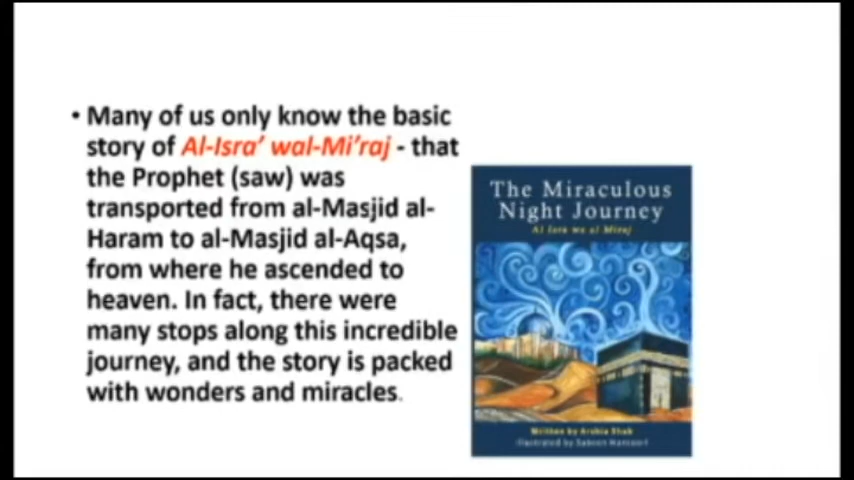 • Many of us only know the basic
story of Al-Isra' wal-Mi'raj - that
the Prophet (saw) was
transported from al-Masjid al-
Haram to al-Masjid al-Aqsa,
from where he ascended to
heaven. In fact, there were
many stops along this incredible
journey, and the story is packed
with wonders and miracles.
The Miraculous
Night Journey
Al Isra wa al Miraj
Written by Arshia Shah
Illustrated by Sabeen